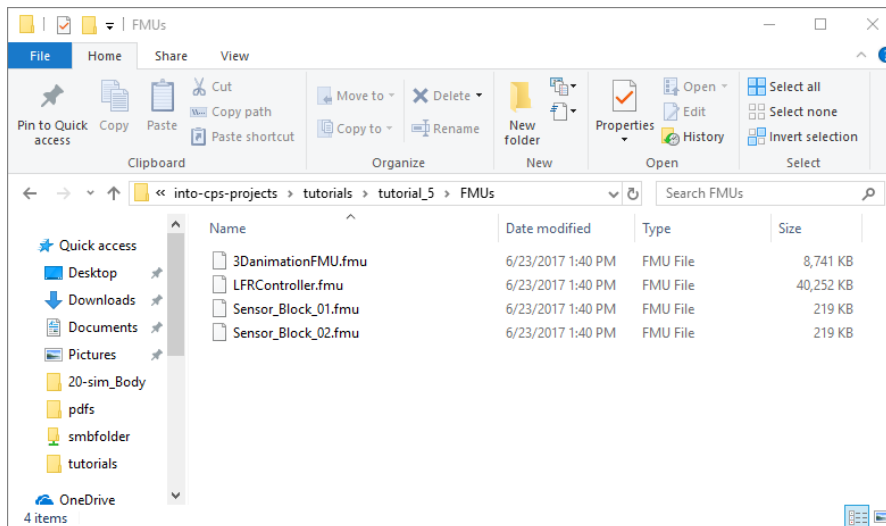 FMUs
File Home Share View
Pin to Quick access
Copy
Paste
Cut
Copy path
Paste shortcut
Clipboard
Move to
Copy to
Delete
Rename
Organize
New folder
New
Properties
Open
Edit
History
Open
Select all
Select none
Invert selection
Select
« into-cps-projects > tutorials > tutorial_5 > FMUs
Search FMUs
Quick access
Desktop
Downloads
Documents
Pictures
20-sim_Body
pdfs
smbfolder
tutorials
OneDrive
Name Date modified Type Size
3DanimationFMU.fmu 6/23/2017 1:40 PM FMU File 8,741 KB
LFRController.fmu 6/23/2017 1:40 PM FMU File 40,252 KB
Sensor_Block_01.fmu 6/23/2017 1:40 PM FMU File 219 KB
Sensor_Block_02.fmu 6/23/2017 1:40 PM FMU File 219 KB
4 items